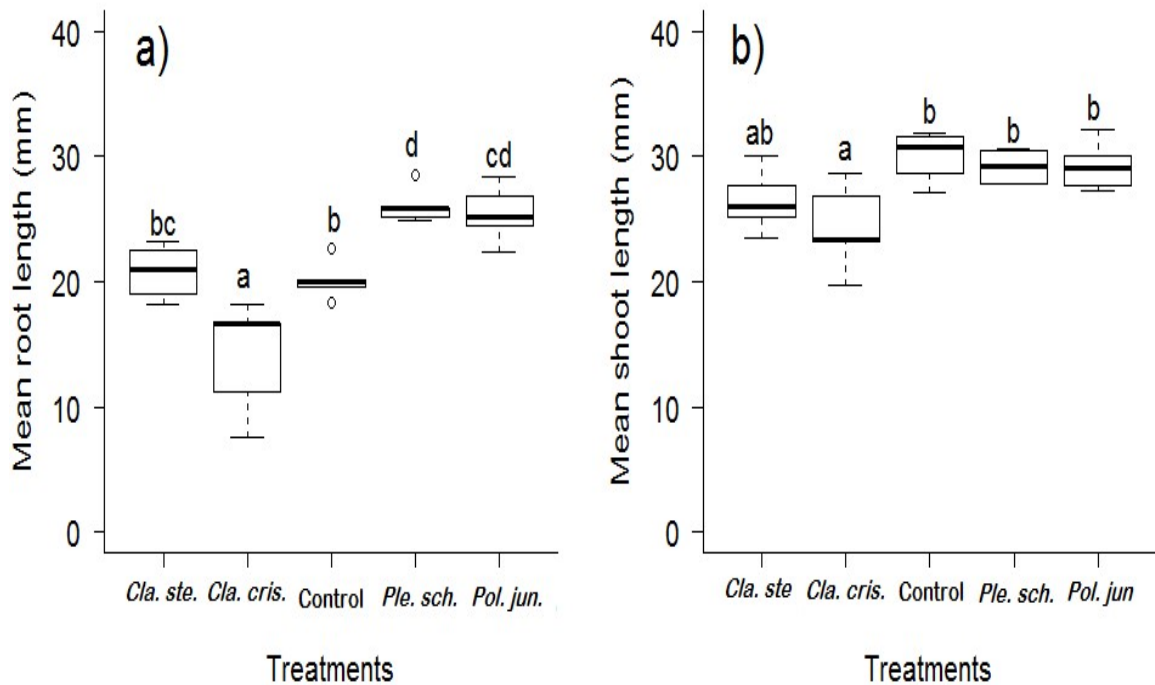 a)
Mean root length (mm)
40
30
20
10
0
bc
a
b
d
cd
Cla. ste. Cla. cris. Control Ple. sch. Pol. jun.
Treatments
b)
Mean shoot length (mm)
40
30
20
10
0
ab
a
b
b
b
Cla. ste Cla. cris. Control Ple. sch. Pol. jun
Treatments